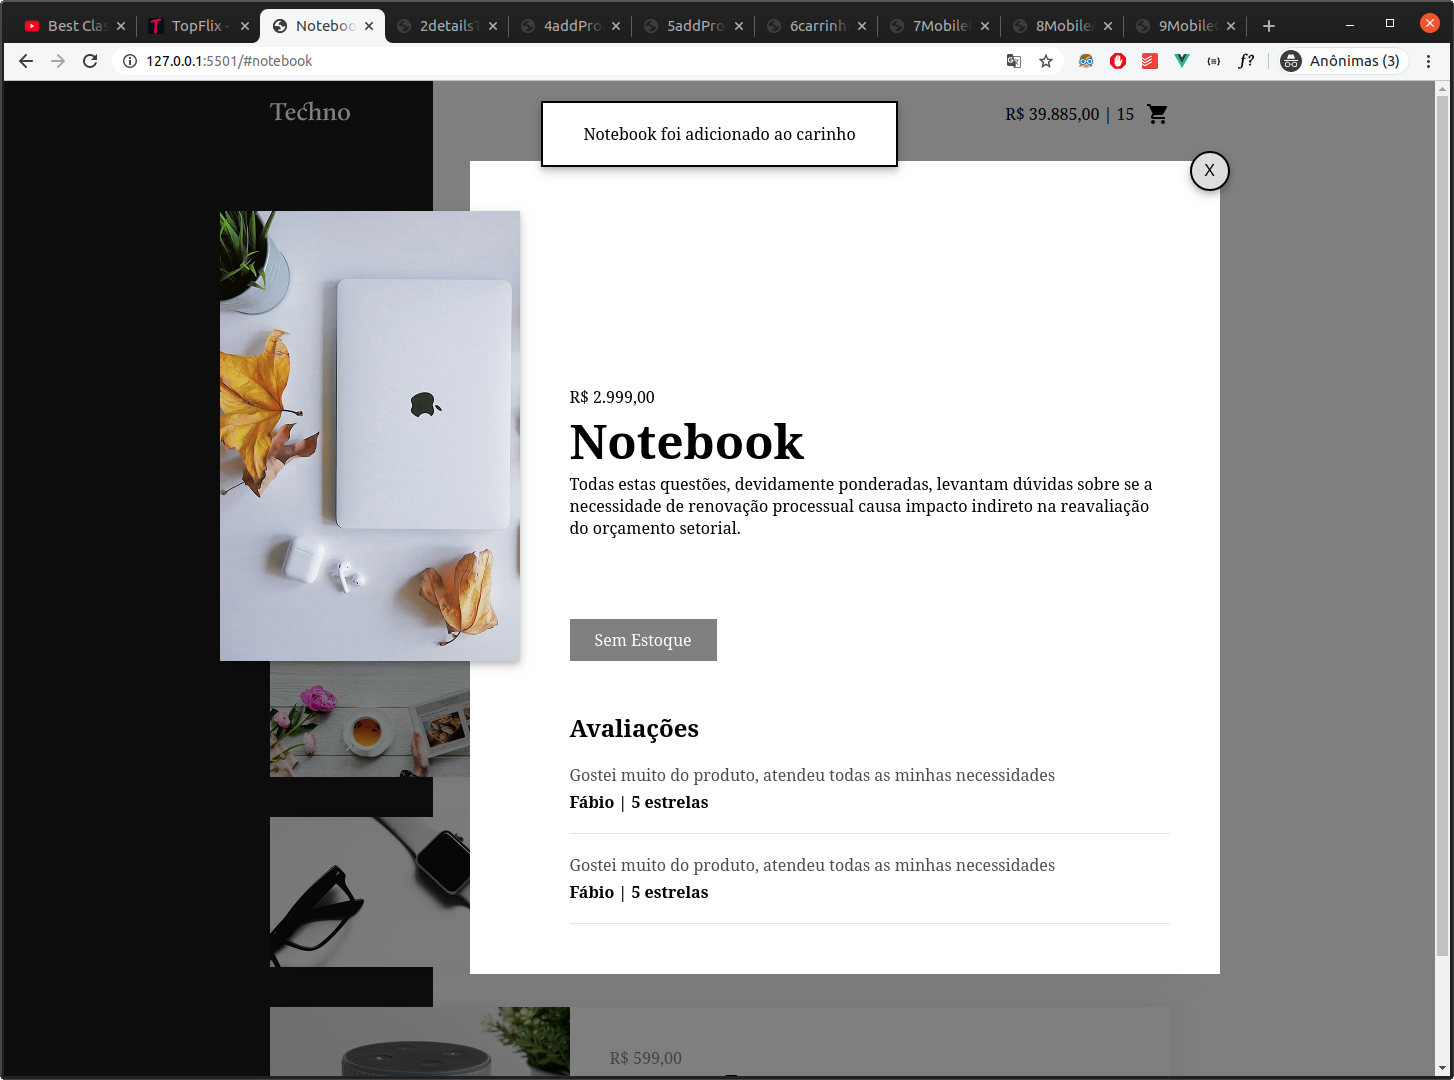 Best Clas
TopFlix -
Noteboo
2details
4addPro
5addPro
6carrinh
7Mobile
8Mobile
9Mobile
127.0.0.1:5501/#notebook
Anônimas (3)
Techno
Notebook foi adicionado ao carinho
R$ 39.885,00 | 15
X
R$ 2.999,00
Notebook
Todas estas questões, devidamente ponderadas, levantam dúvidas sobre se a
necessidade de renovação processual causa impacto indireto na reavaliação
do orçamento setorial.
Sem Estoque
Avaliações
Gostei muito do produto, atendeu todas as minhas necessidades
Fábio | 5 estrelas
Gostei muito do produto, atendeu todas as minhas necessidades
Fábio | 5 estrelas
R$ 599,00